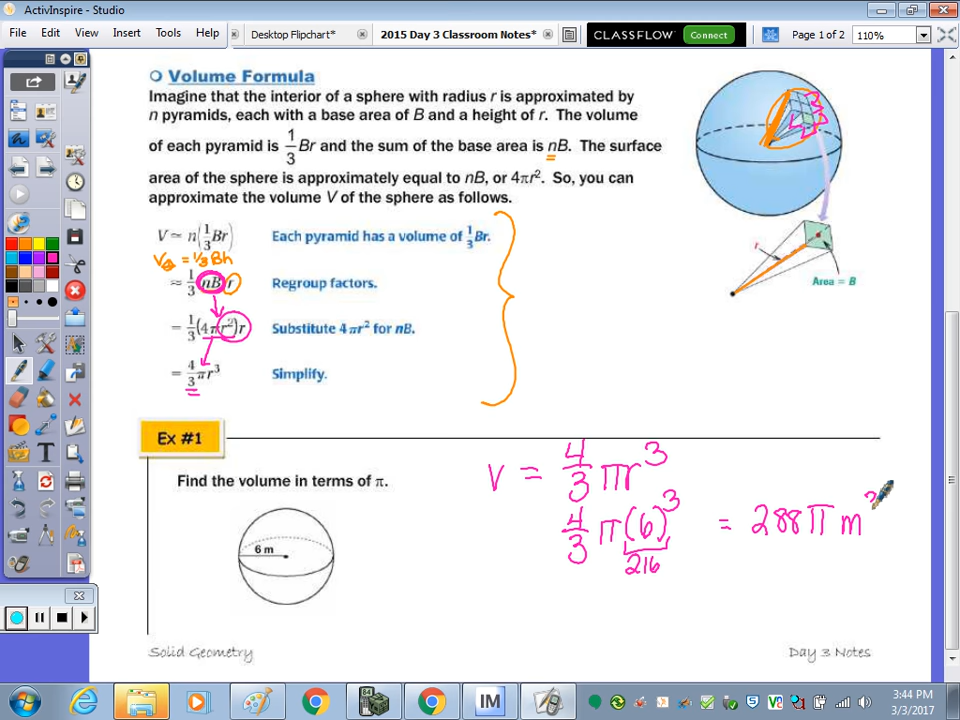 ActivInspire - Studio
File Edit View Insert Tools Help
Desktop Flipchart*
2015 Day 3 Classroom Notes*
CLASSFLOW Connect
Page 1 of 2
110%
Volume Formula
Imagine that the interior of a sphere with radius r is approximated by
n pyramids, each with a base area of B and a height of r. The volume
of each pyramid is 1/3 Br and the sum of the base area is nB. The surface
area of the sphere is approximately equal to nB, or 4πr². So, you can
approximate the volume V of the sphere as follows.
V ≃ n(1/3 Br) Each pyramid has a volume of 1/3 Br.
= 1/3 Bh
≈ 1/3 nB r Regroup factors.
= 1/3 (4πr²)r Substitute 4πr² for nB.
= 4/3 πr³ Simplify.
r
Area = B
Ex #1
Find the volume in terms of π.
6 m
V = 4/3 πr³
4/3 π(6)³ = 288π m³
216
Solid Geometry
Day 3 Notes
IM
3:44 PM
3/3/2017